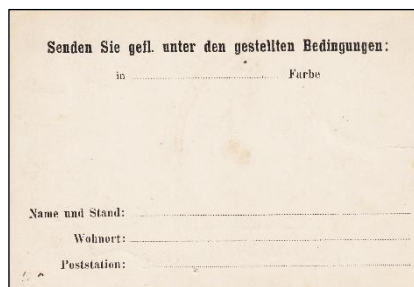 Senden Sie gefl. unter den gestellten Bedingungen:
in .................................... Farbe
Name und Stand: ....................................
Wohnort: ....................................
Poststation: ....................................